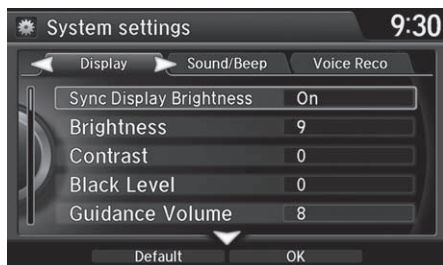 System settings 9:30
Display Sound/Beep Voice Reco
Sync Display Brightness On
Brightness 9
Contrast 0
Black Level 0
Guidance Volume 8
Default OK